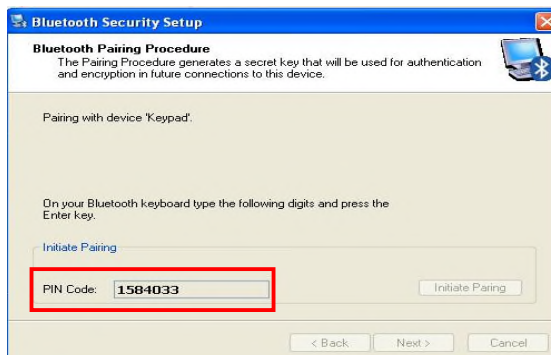 Bluetooth Security Setup
Bluetooth Pairing Procedure
The Pairing Procedure generates a secret key that will be used for authentication
and encryption in future connections to this device.
Pairing with device 'Keypad'.
On your Bluetooth keyboard type the following digits and press the
Enter key.
Initiate Pairing
PIN Code: 1584033 Initiate Paring
< Back Next > Cancel